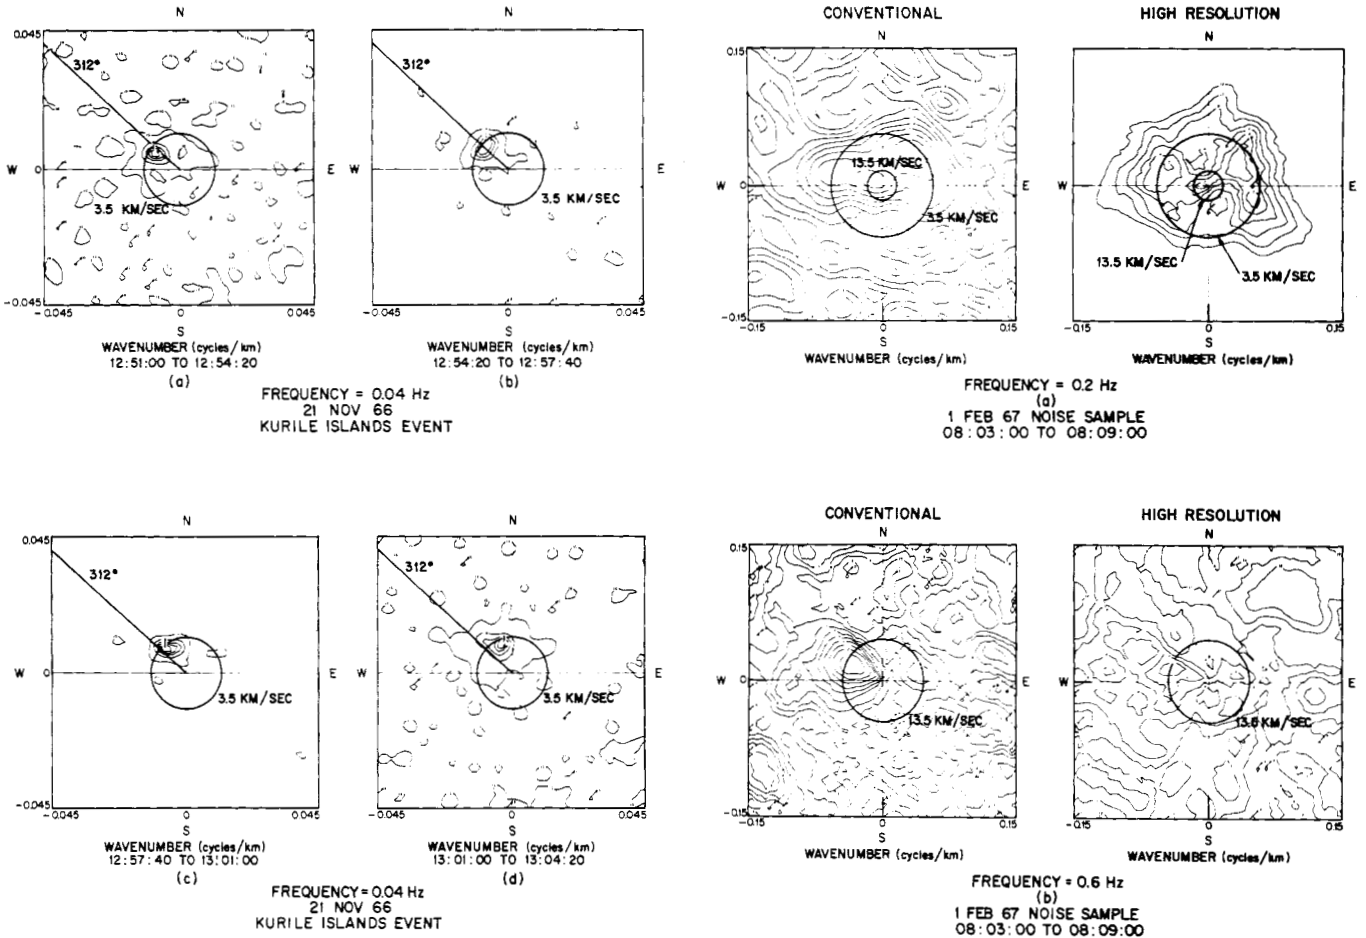 N
0.045
312°
W
0
E
3.5 KM/SEC
-0.045
-0.045
S
0.045
WAVENUMBER (cycles/km)
12:51:00 TO 12:54:20
(a)
N
312°
W
E
3.5 KM/SEC
-0.045
0
0.045
S
WAVENUMBER (cycles/km)
12:54:20 TO 12:57:40
(b)
FREQUENCY = 0.04 Hz
21 NOV 66
KURILE ISLANDS EVENT
CONVENTIONAL
N
0.15
13.5 KM/SEC
W
0
E
3.5 KM/SEC
-0.15
-0.15
0
0.15
S
WAVENUMBER (cycles/km)
HIGH RESOLUTION
N
W
E
13.5 KM/SEC
3.5 KM/SEC
-0.15
0
0.15
S
WAVENUMBER (cycles/km)
FREQUENCY = 0.2 Hz
(a)
1 FEB 67 NOISE SAMPLE
08:03:00 TO 08:09:00
N
0.045
312°
W
0
E
3.5 KM/SEC
-0.045
-0.045
0
0.045
S
WAVENUMBER (cycles/km)
12:57:40 TO 13:01:00
(c)
N
312°
W
E
3.5 KM/SEC
-0.045
0
0.045
S
WAVENUMBER (cycles/km)
13:01:00 TO 13:04:20
(d)
FREQUENCY = 0.04 Hz
21 NOV 66
KURILE ISLANDS EVENT
CONVENTIONAL
N
0.15
W
0
E
13.5 KM/SEC
-0.15
-0.15
0
0.15
S
WAVENUMBER (cycles/km)
HIGH RESOLUTION
N
W
E
13.5 KM/SEC
-0.15
0
0.15
S
WAVENUMBER (cycles/km)
FREQUENCY = 0.6 Hz
(b)
1 FEB 67 NOISE SAMPLE
08:03:00 TO 08:09:00